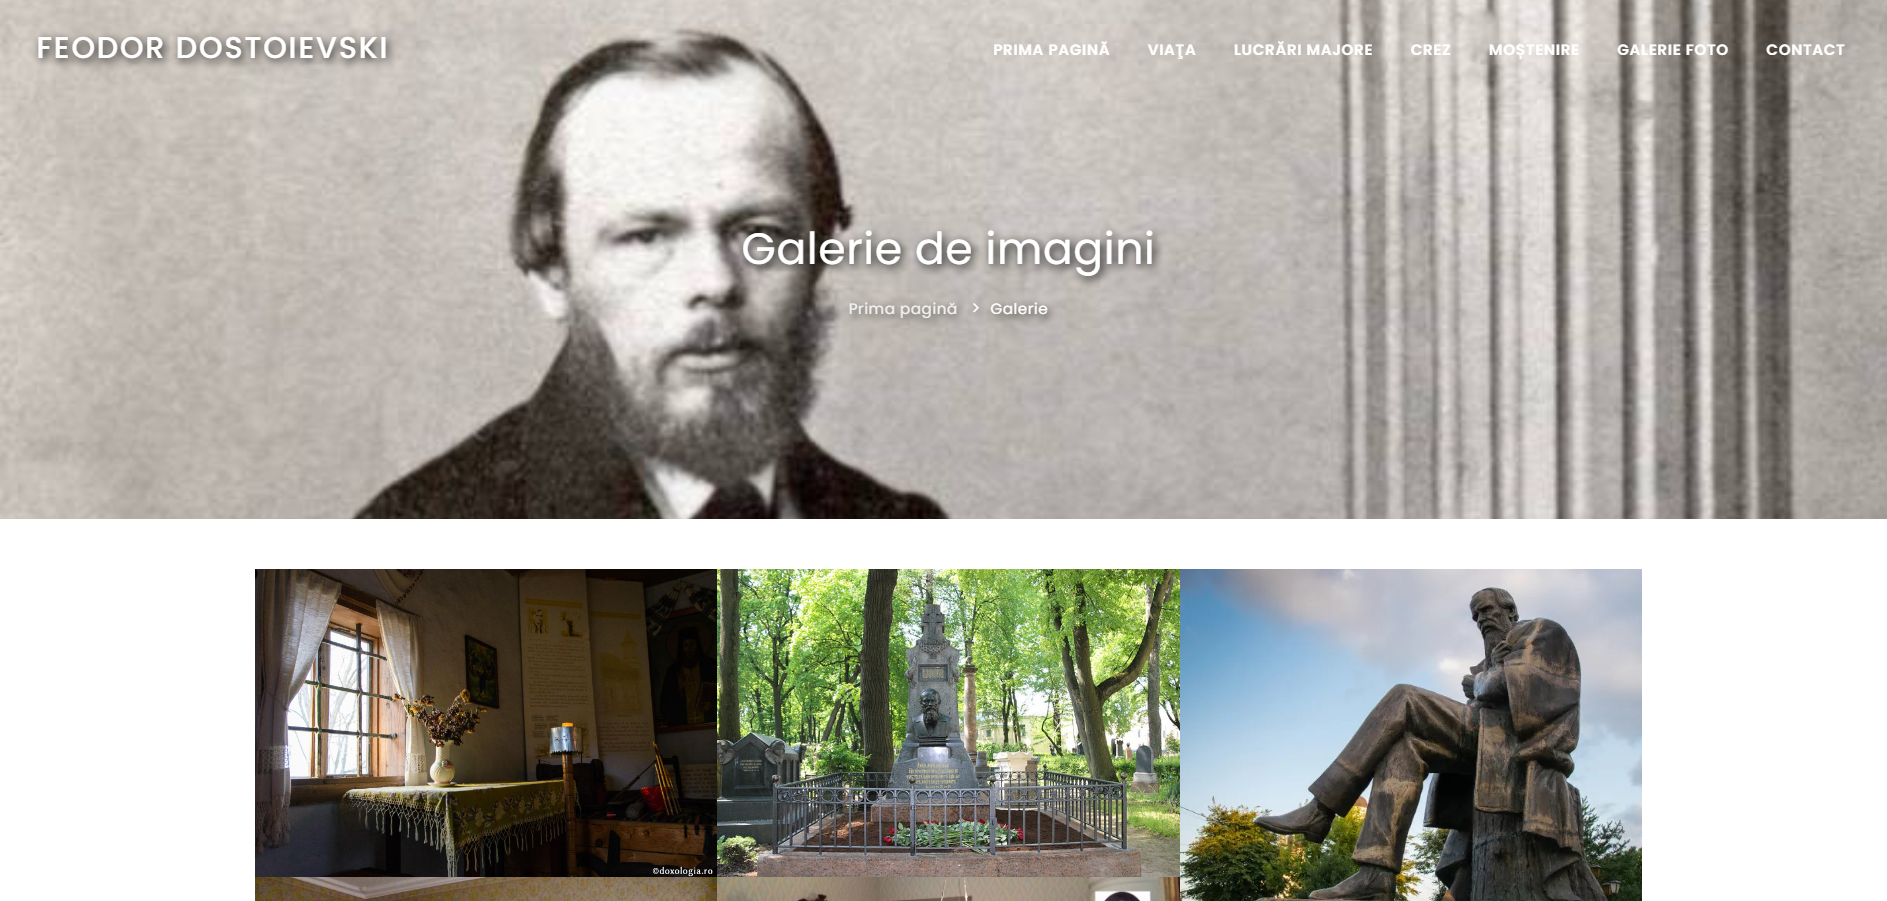 FEODOR DOSTOIEVSKI
PRIMA PAGINĂ VIAŢA LUCRĂRI MAJORE CREZ MOȘTENIRE GALERIE FOTO CONTACT
Galerie de imagini
Prima pagină > Galerie
©doxologia.ro